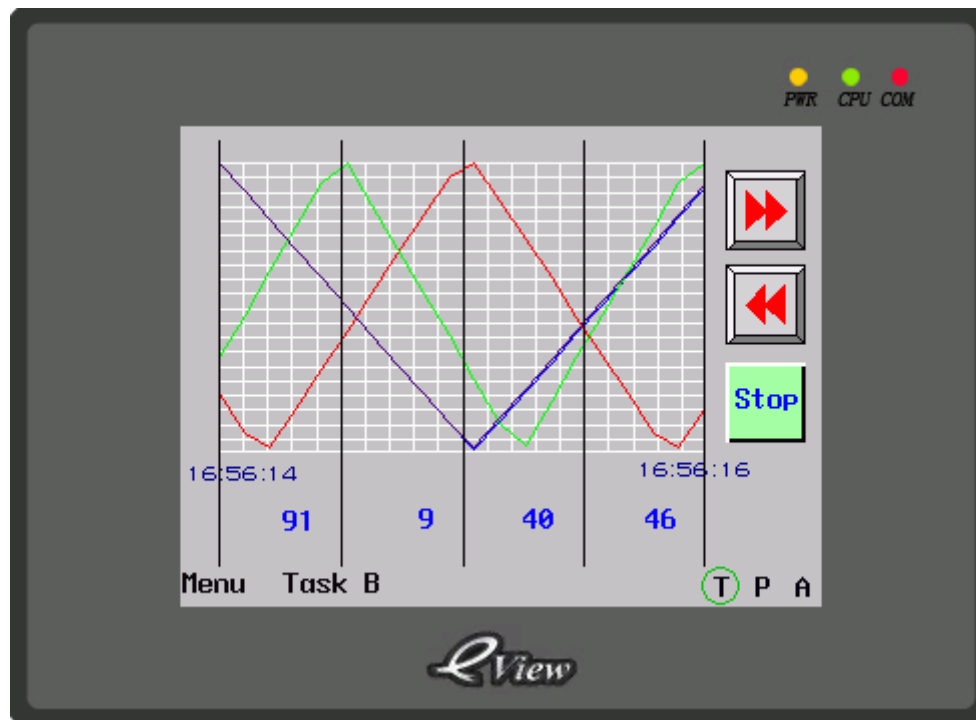 PWR CPU COM
Stop
16:56:14 16:56:16
91 9 40 46
Menu Task B T P A
eView